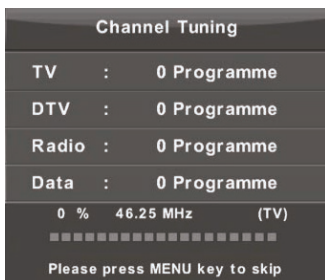 Channel Tuning
TV : 0 Programme
DTV : 0 Programme
Radio : 0 Programme
Data : 0 Programme
0 % 46.25 MHz (TV)
Please press MENU key to skip